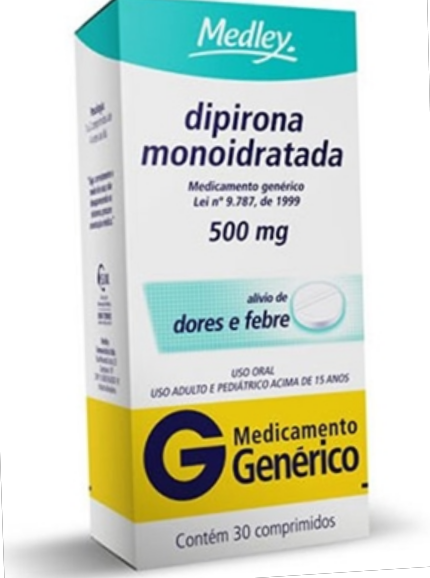 Medley.
dipirona
monoidratada
Medicamento genérico
Lei nº 9.787, de 1999
500 mg
alívio de
dores e febre
USO ORAL
USO ADULTO E PEDIÁTRICO ACIMA DE 15 ANOS
G Medicamento
Genérico
Contém 30 comprimidos